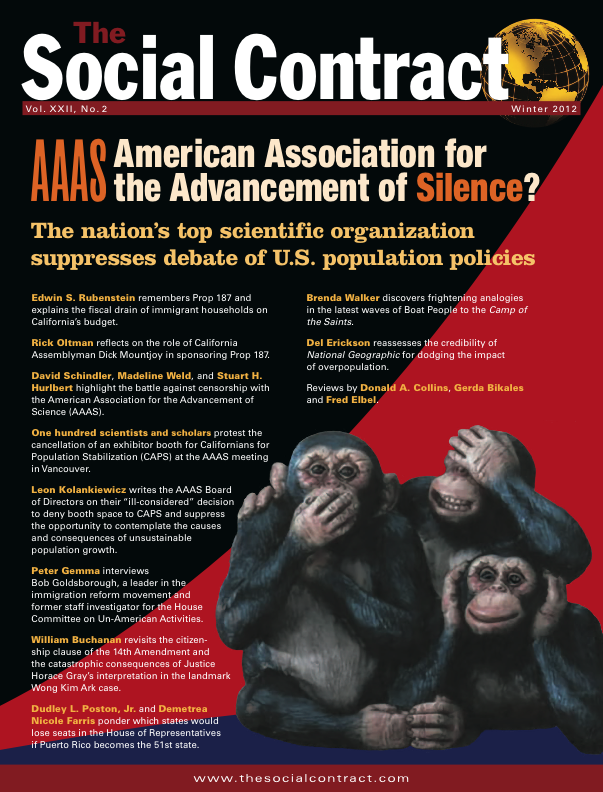 The
Social Contract
Vol. XXII, No. 2
Winter 2012
AAAS American Association for
the Advancement of Silence?
The nation's top scientific organization
suppresses debate of U.S. population policies
Edwin S. Rubenstein remembers Prop 187 and
explains the fiscal drain of immigrant households on
California's budget.
Rick Oltman reflects on the role of California
Assemblyman Dick Mountjoy in sponsoring Prop 187.
David Schindler, Madeline Weld, and Stuart H.
Hurlbert highlight the battle against censorship with
the American Association for the Advancement of
Science (AAAS).
One hundred scientists and scholars protest the
cancellation of an exhibitor booth for Californians for
Population Stabilization (CAPS) at the AAAS meeting
in Vancouver.
Leon Kolankiewicz writes the AAAS Board
of Directors on their "ill-considered" decision
to deny booth space to CAPS and suppress
the opportunity to contemplate the causes
and consequences of unsustainable
population growth.
Peter Gemma interviews
Bob Goldsborough, a leader in the
immigration reform movement and
former staff investigator for the House
Committee on Un-American Activities.
William Buchanan revisits the citizen-
ship clause of the 14th Amendment and
the catastrophic consequences of Justice
Horace Gray's interpretation in the landmark
Wong Kim Ark case.
Dudley L. Poston, Jr. and Demetrea
Nicole Farris ponder which states would
lose seats in the House of Representatives
if Puerto Rico becomes the 51st state.
Brenda Walker discovers frightening analogies
in the latest waves of Boat People to the Camp of
the Saints.
Del Erickson reassesses the credibility of
National Geographic for dodging the impact
of overpopulation.
Reviews by Donald A. Collins, Gerda Bikales
and Fred Elbel.
www.thesocialcontract.com